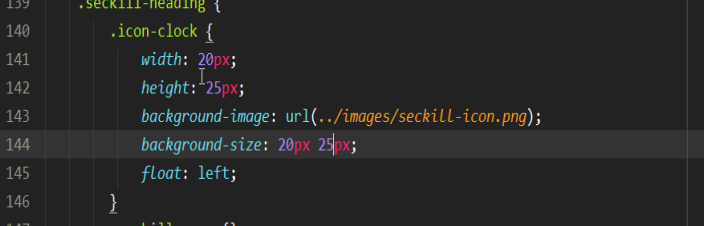 139 .seckill-heading {
140 .icon-clock {
141 width: 20px;
142 height: 25px;
143 background-image: url(../images/seckill-icon.png);
144 background-size: 20px 25px;
145 float: left;
146 }
147